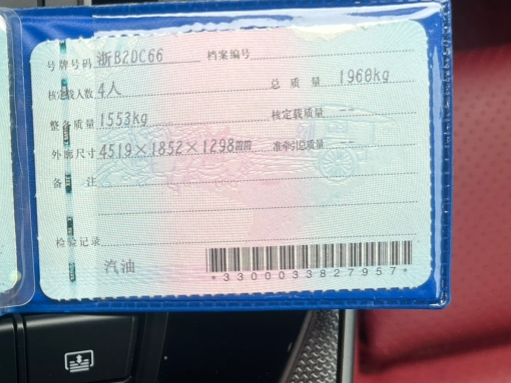 号牌号码 浙B2DC66 档案编号
核定载人数 4人 总质量 1960kg
整备质量 1553kg 核定载质量 --
外廓尺寸 4519×1852×1298mm 准牵引总质量 --
备注
检验记录
汽油
*3300033827957*